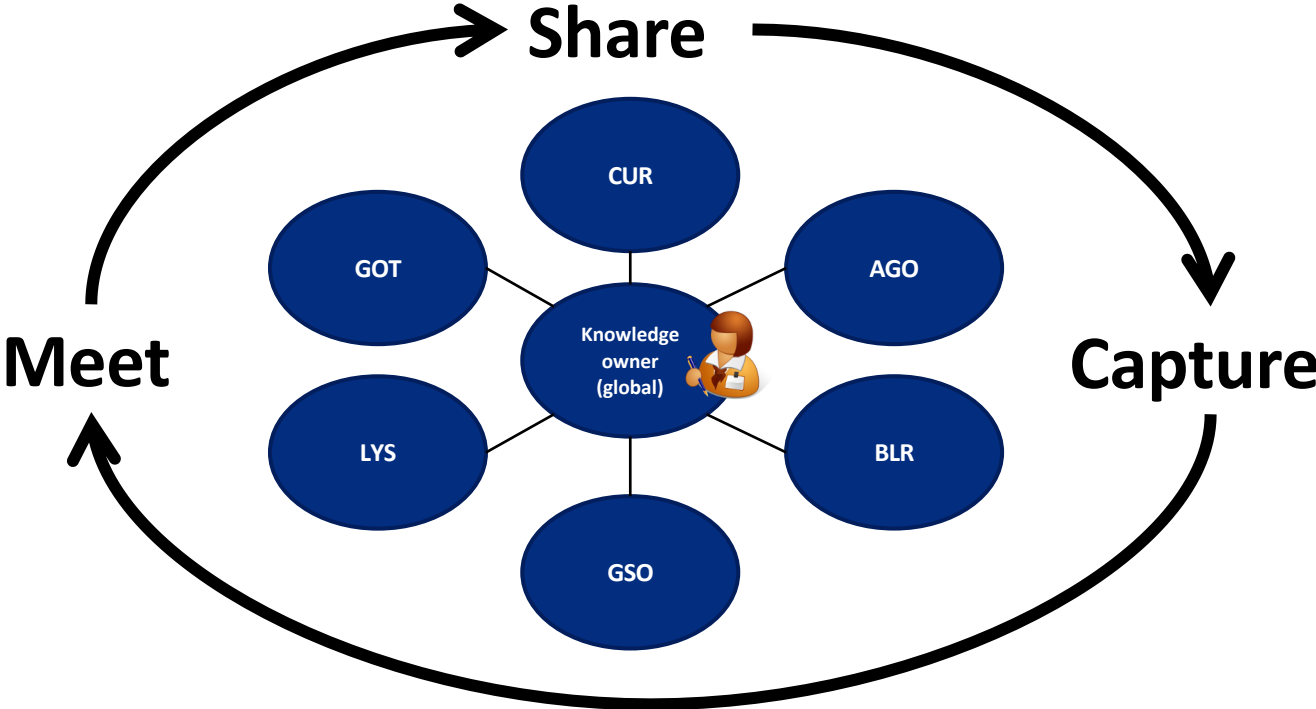 Share
CUR
GOT
AGO
Knowledge
owner
(global)
Meet
Capture
LYS
BLR
GSO